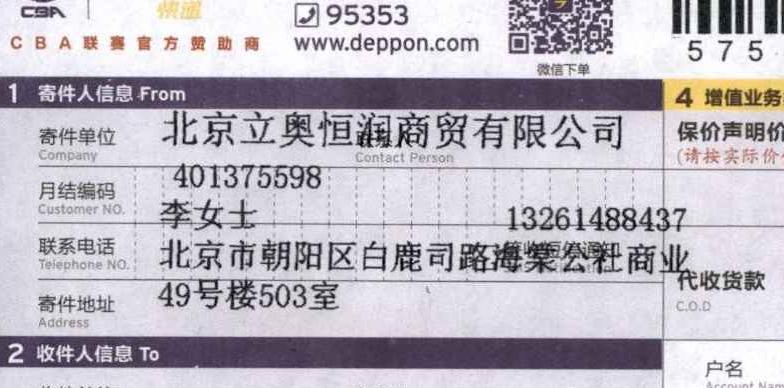 CBA
快递
95353
CBA联赛官方赞助商
www.deppon.com
微信下单
575
1 寄件人信息 From
4 增值业务
寄件单位
Company
北京立奥恒润商贸有限公司
联系人
Contact Person
保价声明价
(请按实际价
月结编码
Customer NO.
401375598
李女士 13261488437
联系电话
Telephone NO.
北京市朝阳区白鹿司路海棠公社商业
代收货款
C.O.D
寄件地址
Address
49号楼503室
2 收件人信息 To
户名
Account Name